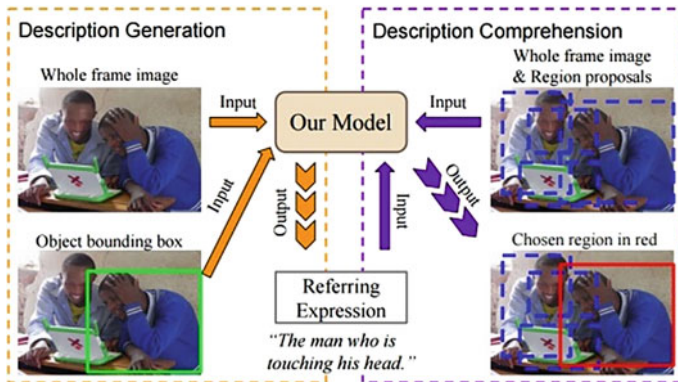 Description Generation
Whole frame image
Input
Input
Object bounding box
Our Model
Output
Input
Referring
Expression
"The man who is
touching his head."
Description Comprehension
Whole frame image
& Region proposals
Input
Output
Chosen region in red